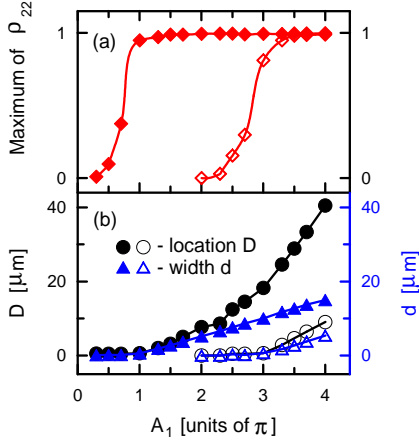 Maximum of ρ22
(a)
1
0
1
0
(b)
- location D
- width d
D [μm]
40
20
0
d [μm]
40
20
0
0 1 2 3 4
A1 [units of π]